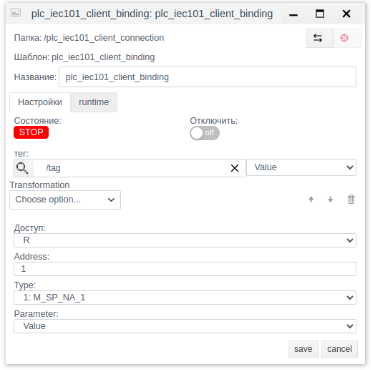 plc_iec101_client_binding: plc_iec101_client_binding
Папка: /plc_iec101_client_connection
Шаблон: plc_iec101_client_binding
Название: plc_iec101_client_binding
Настройки runtime
Состояние: Отключить:
STOP off
тег:
/tag Value
Transformation
Choose option...
Доступ:
R
Address:
1
Type:
1: M_SP_NA_1
Parameter:
Value
save cancel